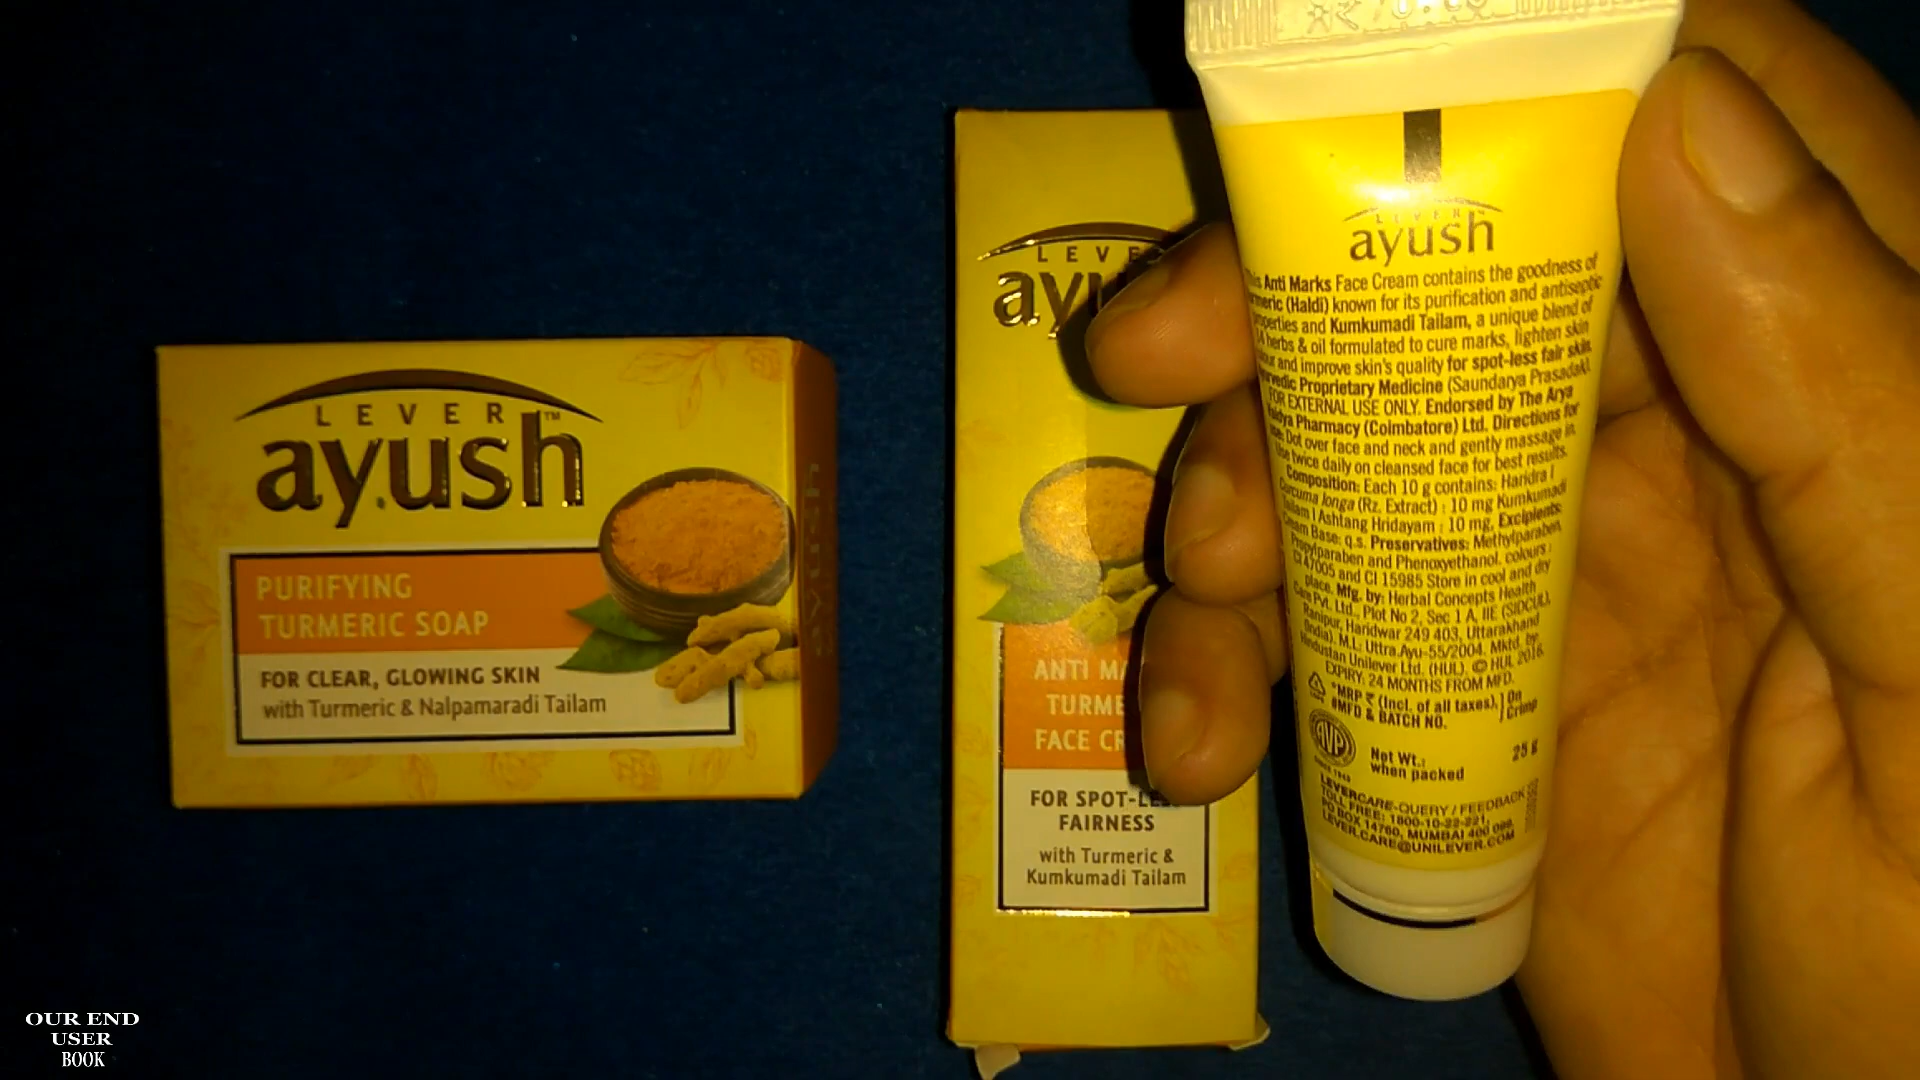 LEVER™
ayush
PURIFYING
TURMERIC SOAP
FOR CLEAR, GLOWING SKIN
with Turmeric & Nalpamaradi Tailam
ayush
LEVE
ayu
ANTI MA
TURME
FACE CR
FOR SPOT-LESS
FAIRNESS
with Turmeric &
Kumkumadi Tailam
LEVER
ayush
Anti Marks Face Cream contains the goodness of
(Haldi) known for its purification and antiseptic
and Kumkumadi Tailam, a unique blend of
herbs & oil formulated to cure marks, lighten skin
and improve skin's quality for spot-less fair skin.
Proprietary Medicine (Saundarya Prasadak).
FOR EXTERNAL USE ONLY. Endorsed by The Arya
Vaidya Pharmacy (Coimbatore) Ltd. Directions for
use: Dot over face and neck and gently massage in.
Use twice daily on cleansed face for best results.
Composition: Each 10 g contains: Haridra |
Curcuma longa (Rz. Extract) : 10 mg Kumkumadi
Tailam | Ashtang Hridayam : 10 mg, Excipients:
Cream Base: q.s. Preservatives: Methylparaben,
Propylparaben and Phenoxyethanol. colours:
CI 47005 and CI 15985 Store in cool and dry
place. Mfg. by: Herbal Concepts Health
Care Pvt. Ltd., Plot No 2, Sec 1 A, IIE (SIDCUL),
Ranipur, Haridwar 249 403, Uttarakhand
(India). M.L: Uttra.Ayu-55/2004. Mktd. by
Hindustan Unilever Ltd. (HUL). © HUL 2016.
EXPIRY: 24 MONTHS FROM MFD.
*MRP ₹ (Incl. of all taxes), On
#MFD & BATCH NO. Crimp
AVP
Net Wt.: 25 g
when packed
LEVERCARE-QUERY / FEEDBACK
TOLL FREE: 1800-10-22-221,
PO BOX 14760, MUMBAI 400 099,
LEVER.CARE@UNILEVER.COM
OUR END
USER
BOOK